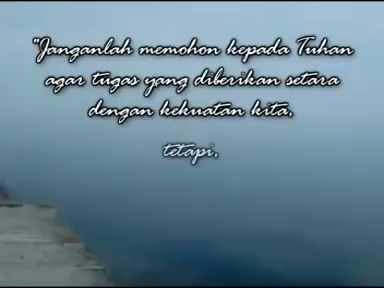 "Janganlah memohon kepada Tuhan
agar tugas yang diberikan setara
dengan kekuatan kita,
tetapi,